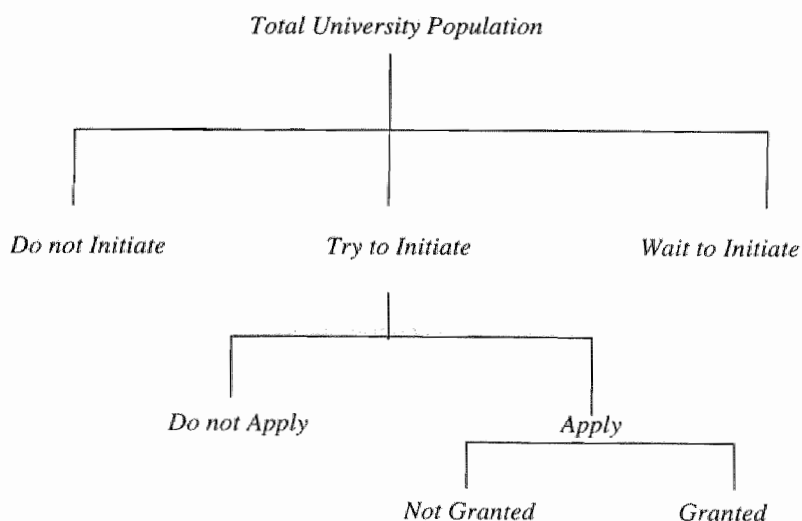 Total University Population
Do not Initiate
Try to Initiate
Wait to Initiate
Do not Apply
Apply
Not Granted
Granted